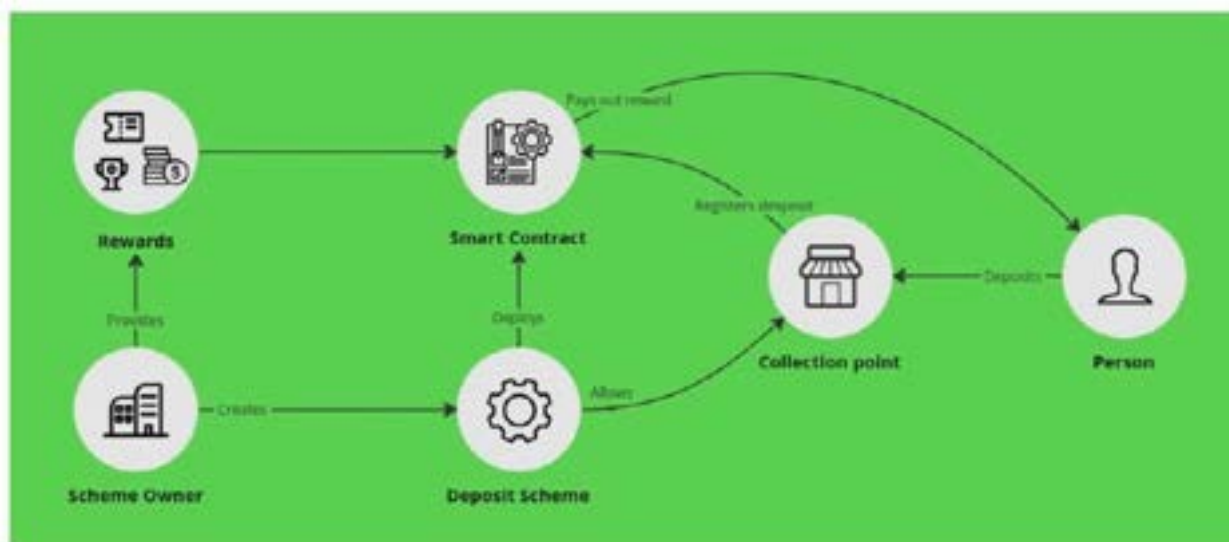 Pays out reward
Registers desposit
Rewards
Smart Contract
Deposits
Provides
Deploys
Collection point
Person
Allows
Creates
Scheme Owner
Deposit Scheme